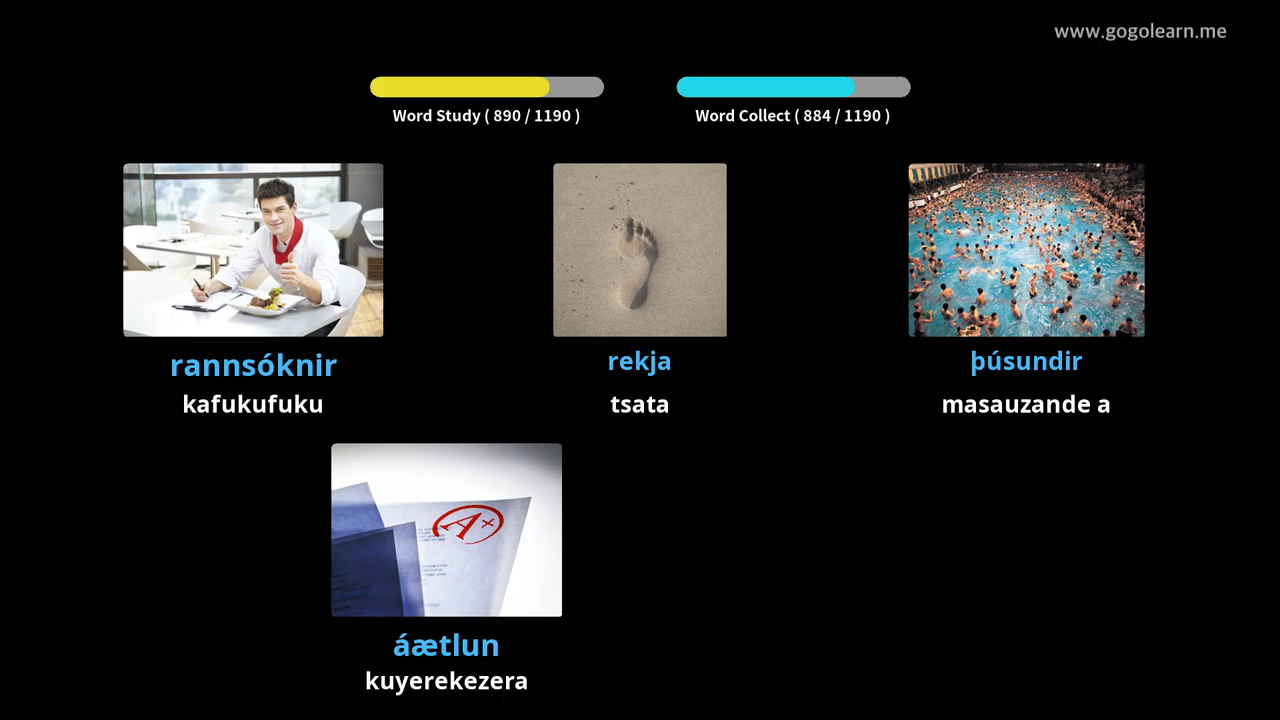 www.gogolearn.me
Word Study ( 890 / 1190 )
Word Collect ( 884 / 1190 )
rannsóknir
kafukufuku
rekja
tsata
þúsundir
masauzande a
A+
áætlun
kuyerekezera